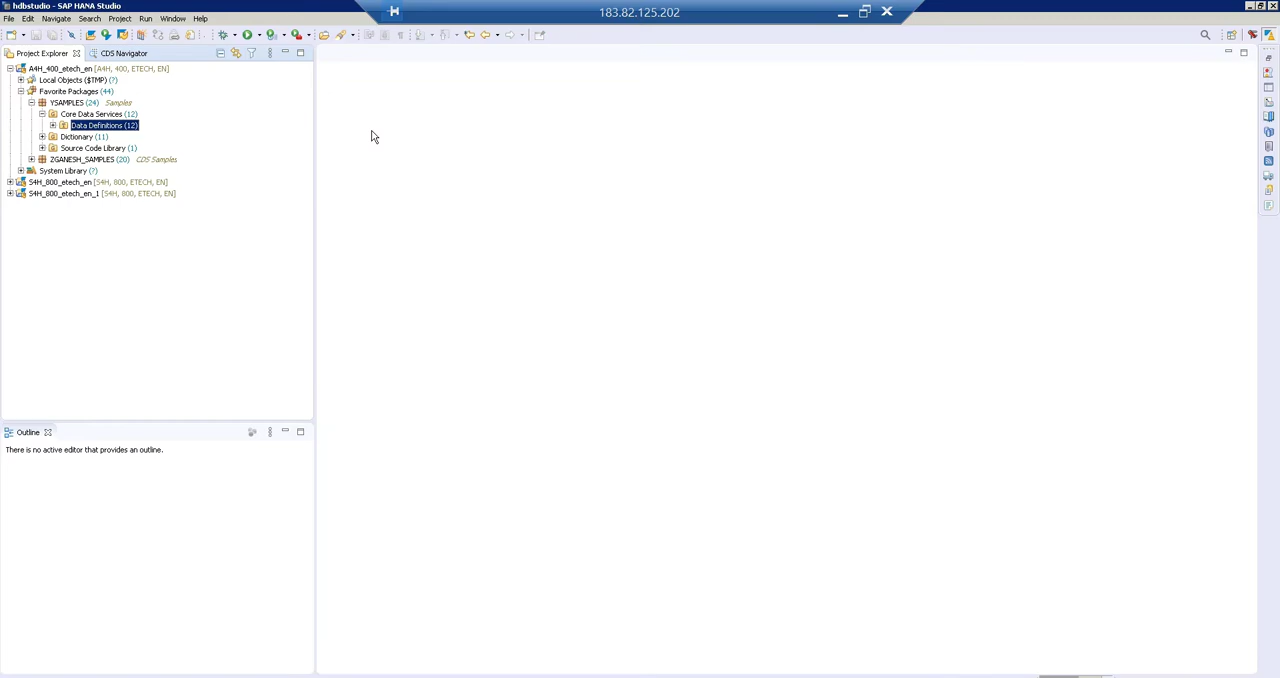 hdbstudio - SAP HANA Studio
183.82.125.202
File Edit Navigate Search Project Run Window Help
Project Explorer CDS Navigator
A4H_400_etech_en [A4H, 400, ETECH, EN]
Local Objects ($TMP) (?)
Favorite Packages (44)
YSAMPLES (24) Samples
Core Data Services (12)
Data Definitions (12)
Dictionary (11)
Source Code Library (1)
ZGANESH_SAMPLES (20) CDS Samples
System Library (?)
S4H_800_etech_en [S4H, 800, ETECH, EN]
S4H_800_etech_en_1 [S4H, 800, ETECH, EN]
Outline
There is no active editor that provides an outline.